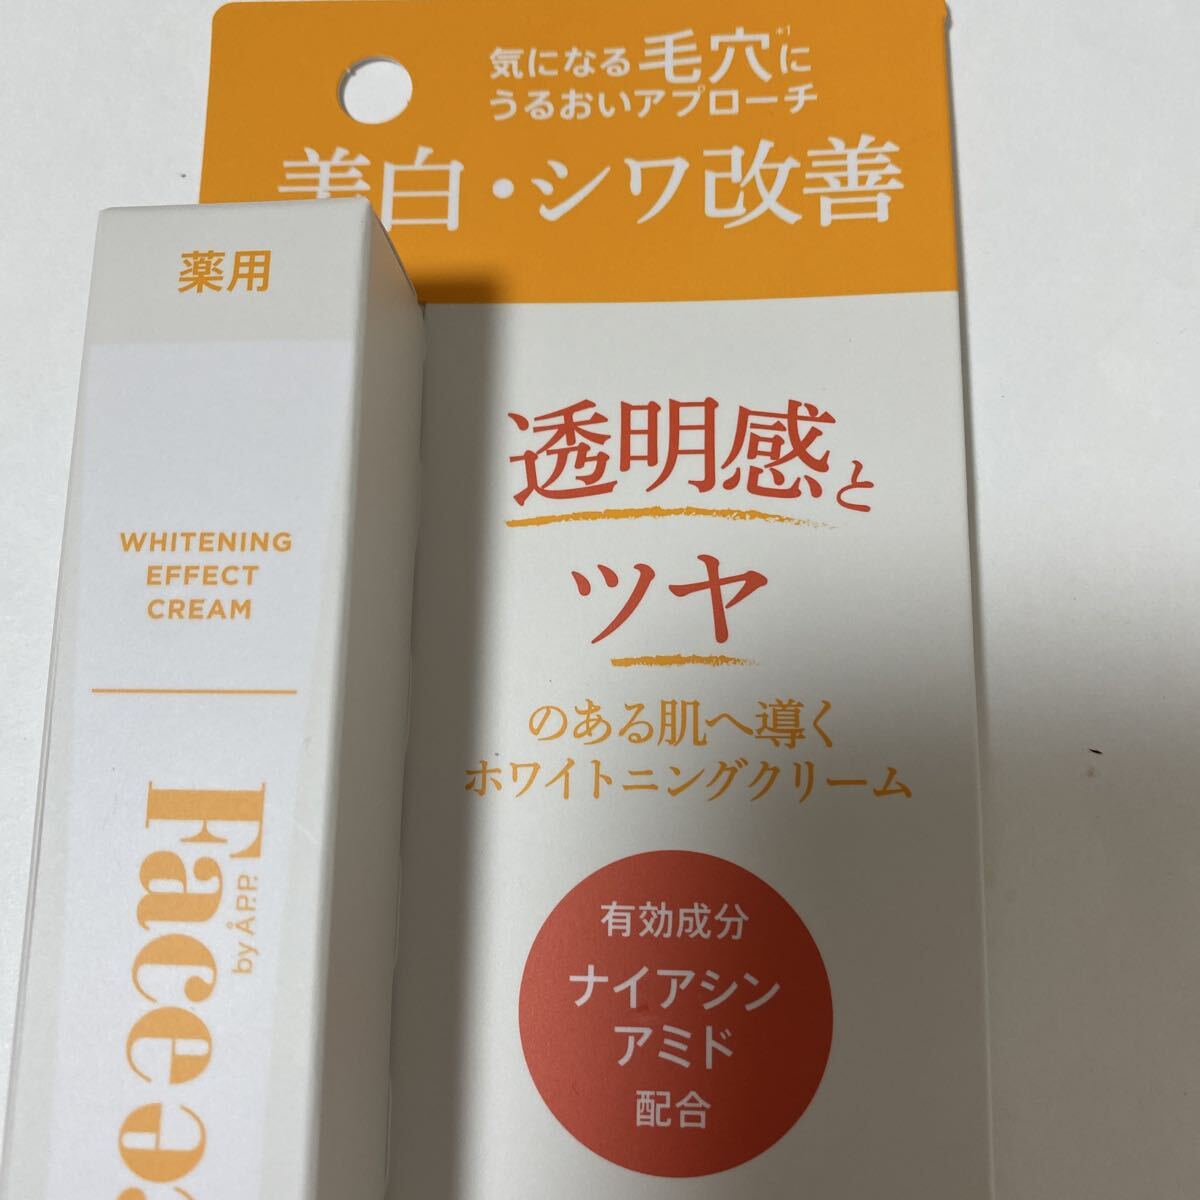 気になる毛穴*1に
うるおいアプローチ
美白・シワ改善
薬用
WHITENING
EFFECT
CREAM
by Å.P.P.
透明感と
ツヤ
のある肌へ導く
ホワイトニングクリーム
有効成分
ナイアシン
アミド
配合